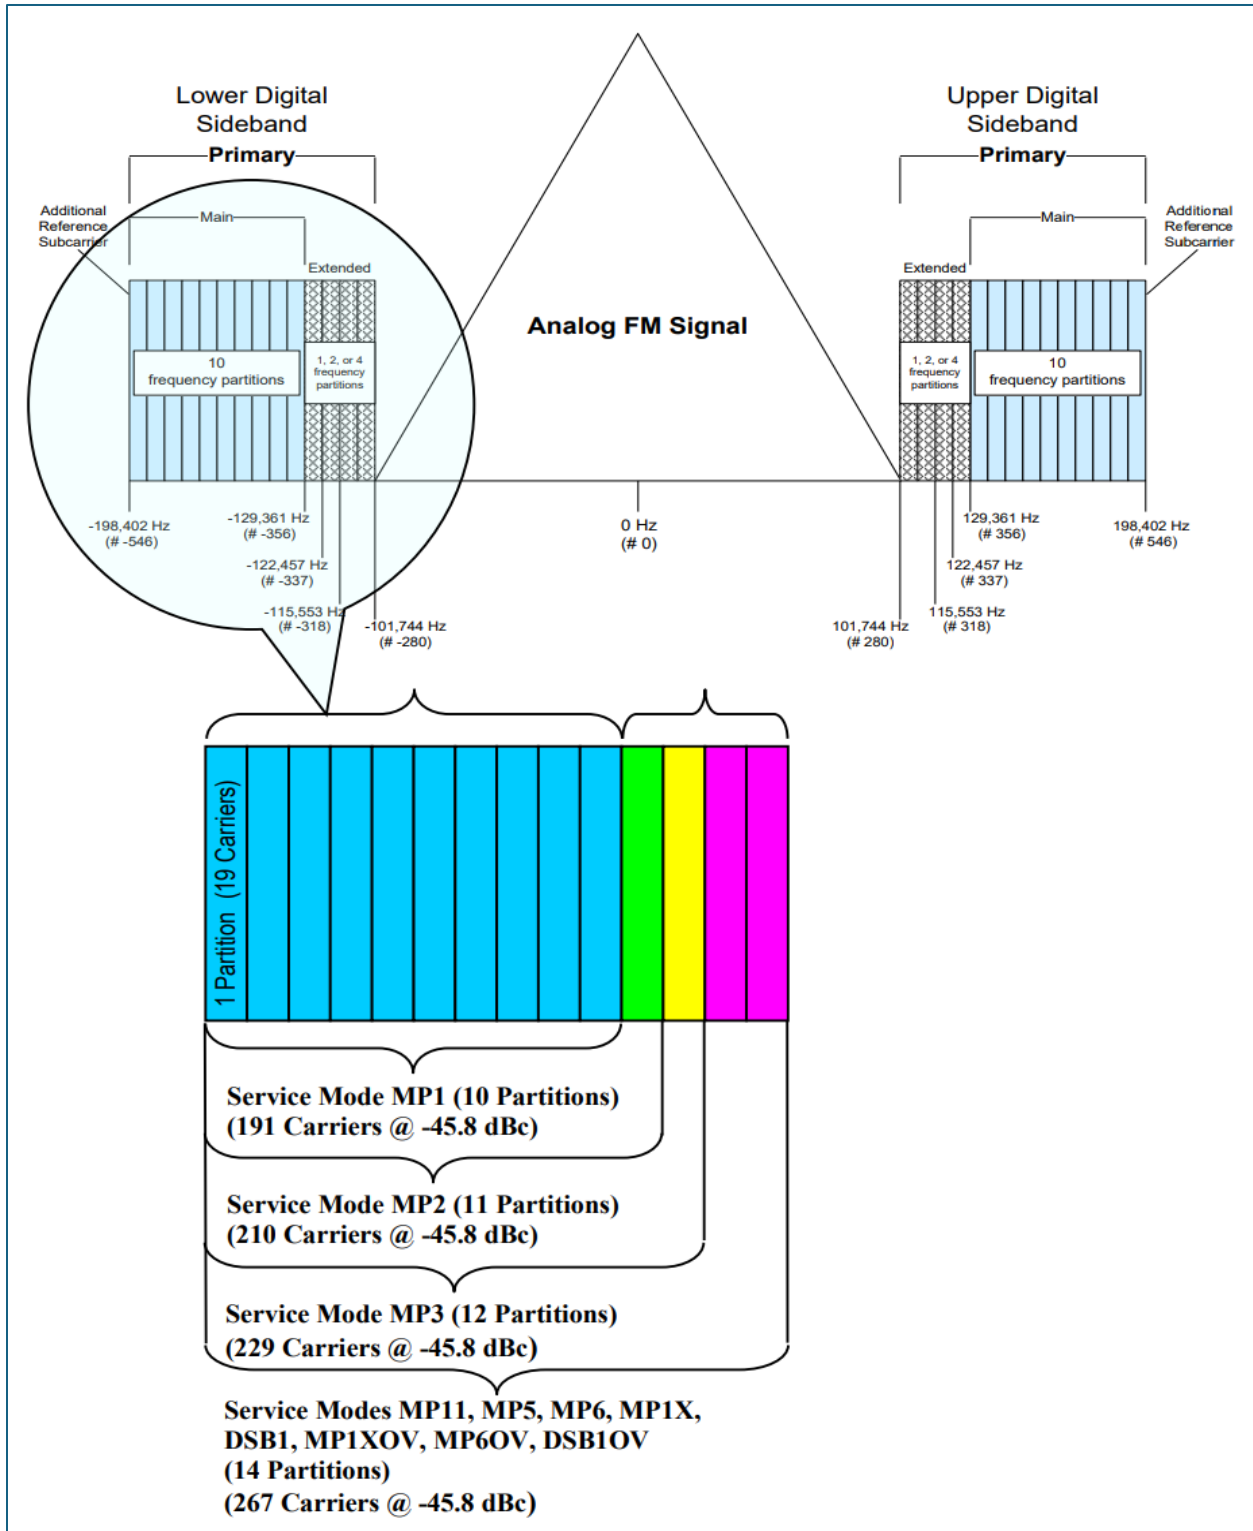 Lower Digital
Sideband
Primary
Upper Digital
Sideband
Primary
Additional
Reference
Subcarrier
Main
Extended
Main
Additional
Reference
Subcarrier
Extended
Analog FM Signal
10
frequency partitions
1, 2, or 4
frequency
partitions
1, 2, or 4
frequency
partitions
10
frequency partitions
-198,402 Hz
(# -546)
-129,361 Hz
(# -356)
-122,457 Hz
(# -337)
-115,553 Hz
(# -318)
-101,744 Hz
(# -280)
0 Hz
(# 0)
101,744 Hz
(# 280)
115,553 Hz
(# 318)
122,457 Hz
(# 337)
129,361 Hz
(# 356)
198,402 Hz
(# 546)
1 Partition (19 Carriers)
Service Mode MP1 (10 Partitions)
(191 Carriers @ -45.8 dBc)
Service Mode MP2 (11 Partitions)
(210 Carriers @ -45.8 dBc)
Service Mode MP3 (12 Partitions)
(229 Carriers @ -45.8 dBc)
Service Modes MP11, MP5, MP6, MP1X,
DSB1, MP1XOV, MP6OV, DSB1OV
(14 Partitions)
(267 Carriers @ -45.8 dBc)